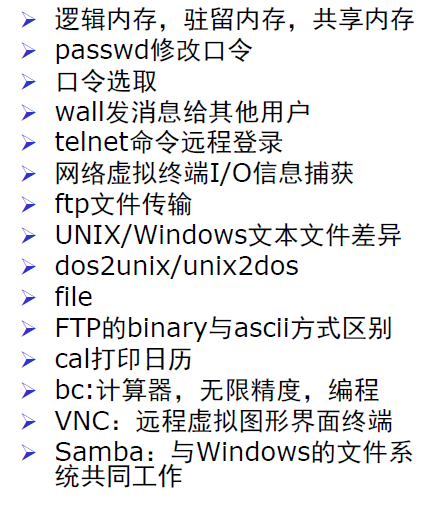 逻辑内存，驻留内存，共享内存
passwd修改口令
口令选取
wall发消息给其他用户
telnet命令远程登录
网络虚拟终端I/O信息捕获
ftp文件传输
UNIX/Windows文本文件差异
dos2unix/unix2dos
file
FTP的binary与ascii方式区别
cal打印日历
bc:计算器，无限精度，编程
VNC：远程虚拟图形界面终端
Samba：与Windows的文件系
统共同工作